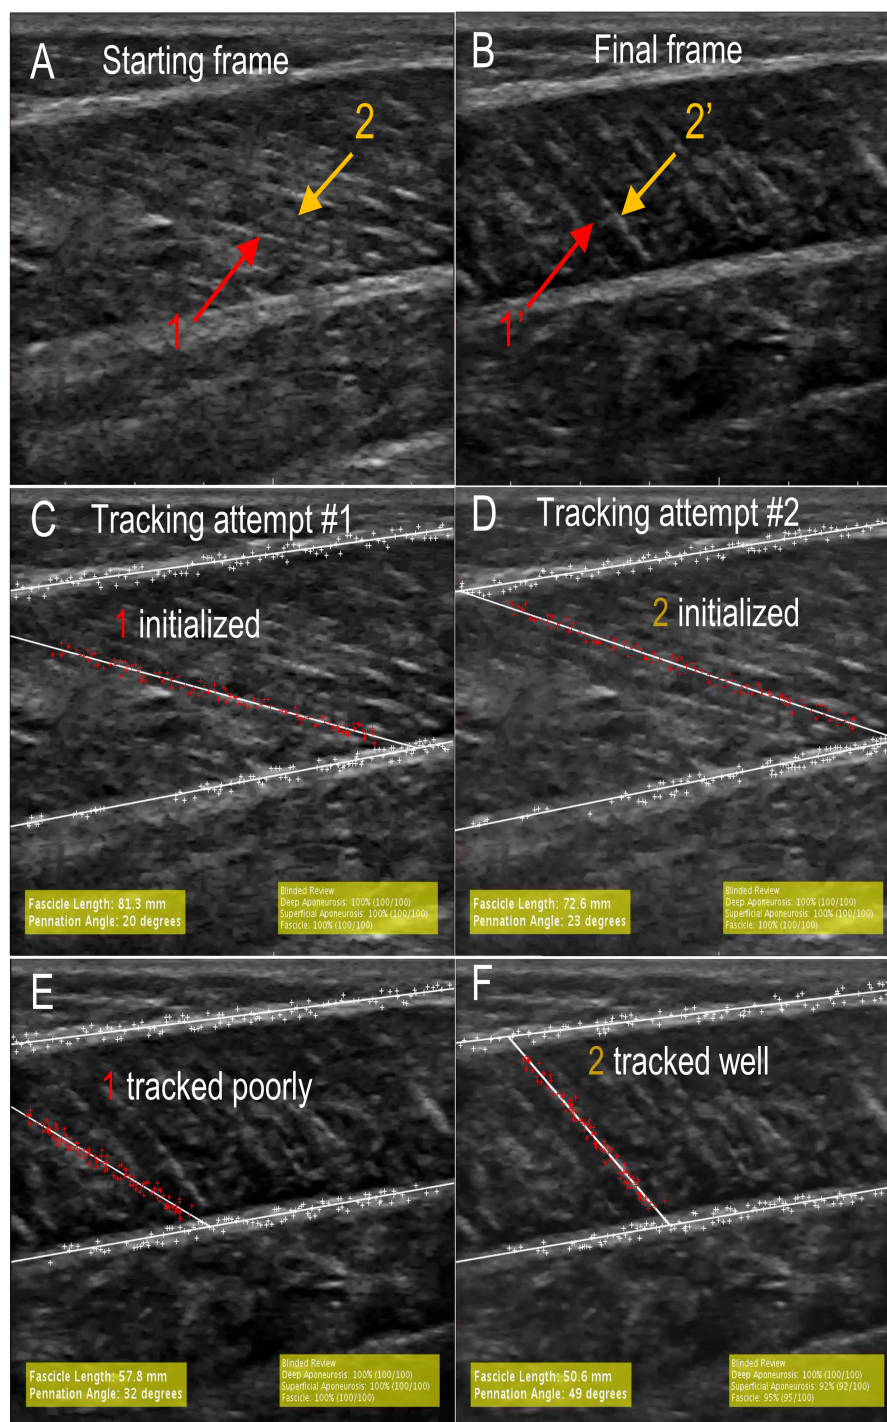 A
Starting frame
2
1
B
Final frame
2’
1’
C
Tracking attempt #1
1 initialized
Fascicle Length: 81.3 mm
Pennation Angle: 20 degrees
Blinded Review
Deep Aponeurosis: 100% (100/100)
Superficial Aponeurosis: 100% (100/100)
Fascicle: 100% (100/100)
D
Tracking attempt #2
2 initialized
Fascicle Length: 72.6 mm
Pennation Angle: 23 degrees
Blinded Review
Deep Aponeurosis: 100% (100/100)
Superficial Aponeurosis: 100% (100/100)
Fascicle: 100% (100/100)
E
1 tracked poorly
Fascicle Length: 57.8 mm
Pennation Angle: 32 degrees
Blinded Review
Deep Aponeurosis: 100% (100/100)
Superficial Aponeurosis: 100% (100/100)
Fascicle: 100% (100/100)
F
2 tracked well
Fascicle Length: 50.6 mm
Pennation Angle: 49 degrees
Blinded Review
Deep Aponeurosis: 100% (100/100)
Superficial Aponeurosis: 92% (92/100)
Fascicle: 95% (95/100)